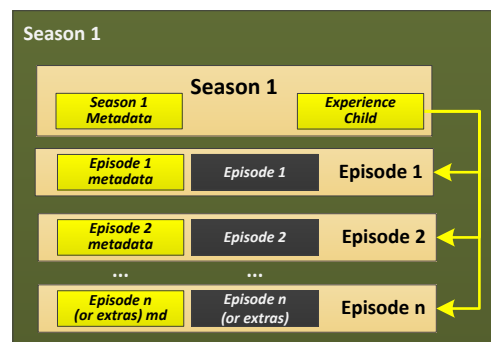 Season 1
Season 1
Season 1
Metadata
Experience
Child
Episode 1
metadata
Episode 1
Episode 1
Episode 2
metadata
Episode 2
Episode 2
... ...
Episode n
(or extras) md
Episode n
(or extras)
Episode n